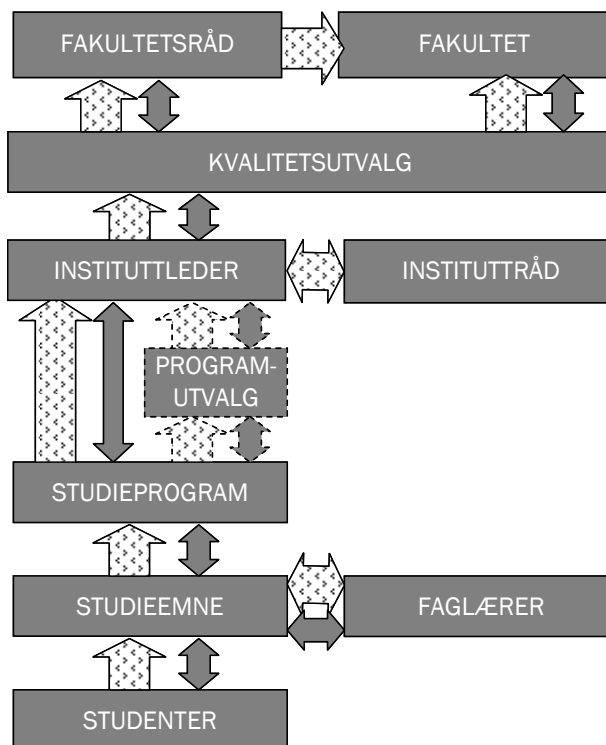 FAKULTETSRÅD
FAKULTET
KVALITETSUTVALG
INSTITUTTLEDER
INSTITUTTRÅD
PROGRAM-
UTVALG
STUDIEPROGRAM
STUDIEEMNE
FAGLÆRER
STUDENTER